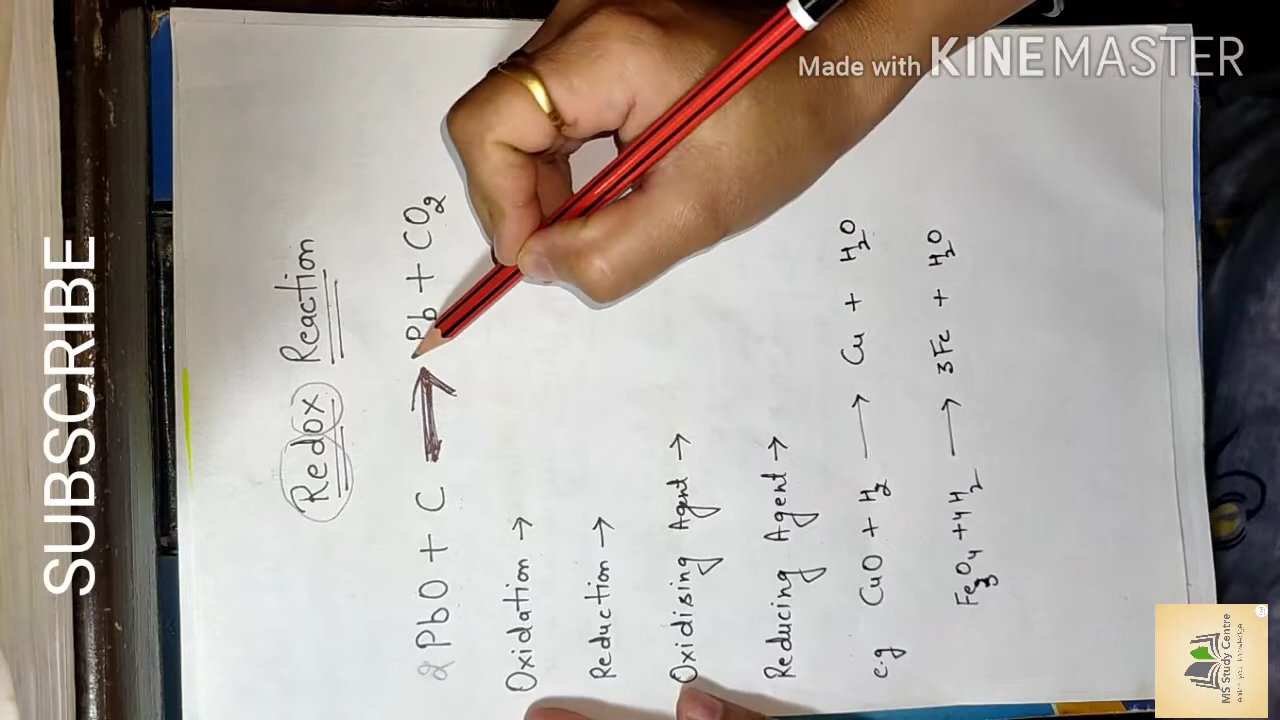 Made with KINEMASTER
SUBSCRIBE
Redox Reaction
2PbO + C → Pb + CO2
Oxidation →
Reduction →
Oxidising Agent →
Reducing Agent →
e.g CuO + H2 → Cu + H2O
Fe3O4 + 4H2 → 3Fe + H2O
MS Study Centre